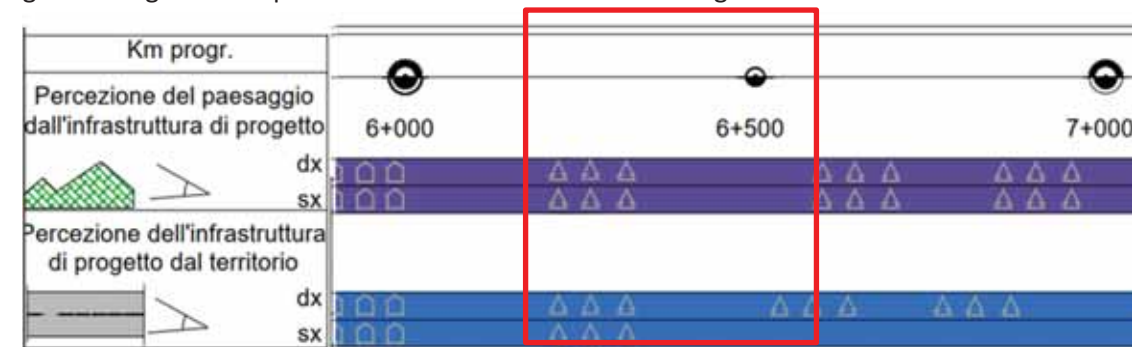 Km progr.
6+000
6+500
7+000
Percezione del paesaggio
dall'infrastruttura di progetto
dx
sx
Percezione dell'infrastruttura
di progetto dal territorio
dx
sx